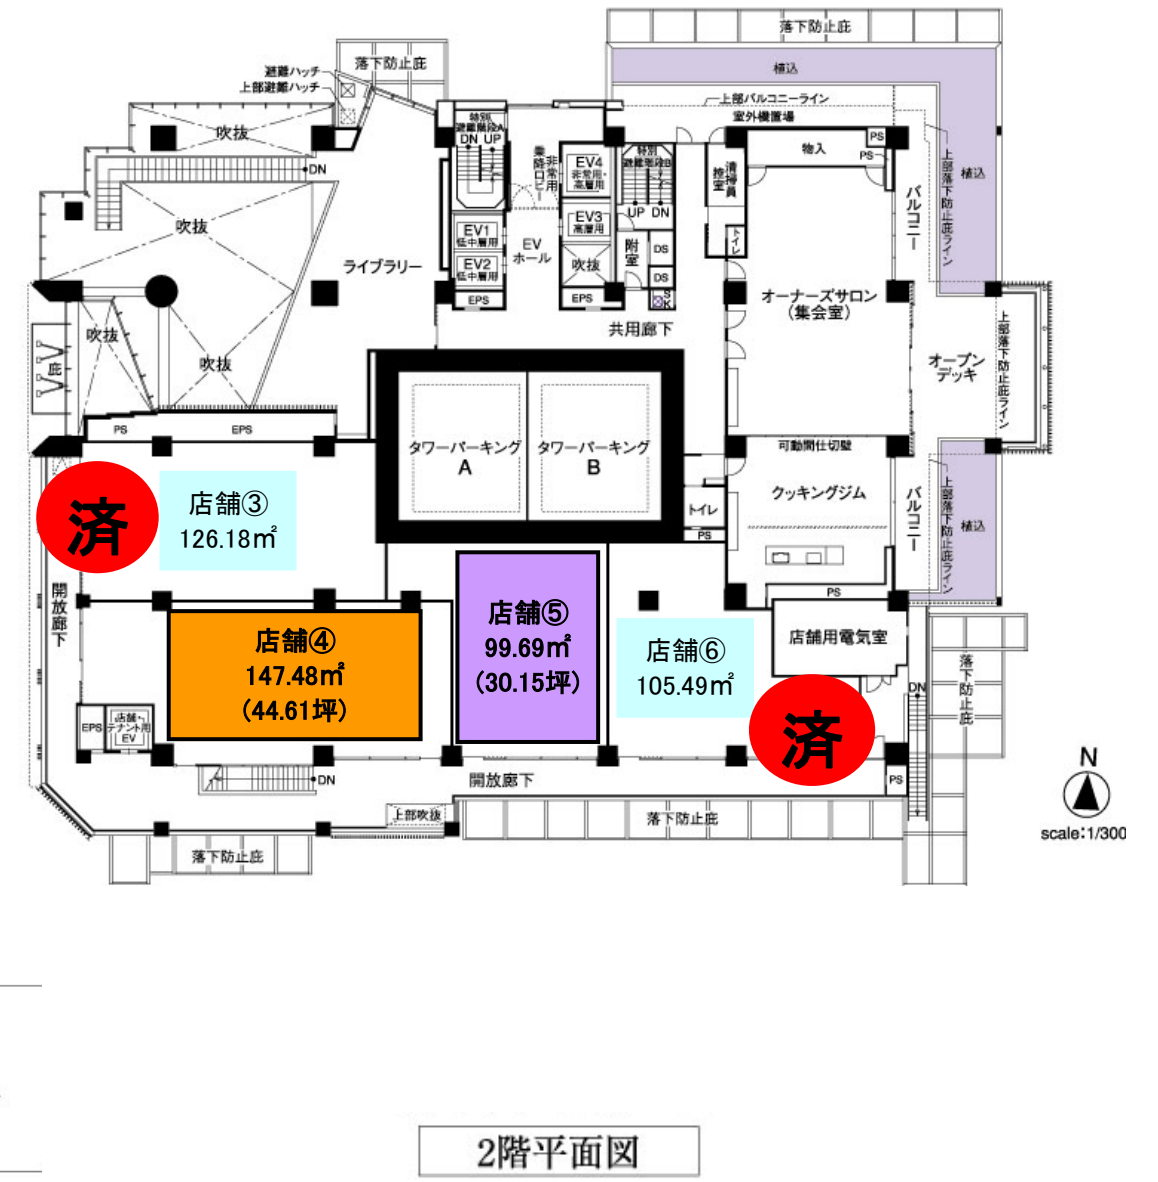 落下防止庇
植込
避難ハッチ
上部避難ハッチ
落下防止庇
上部バルコニーライン
室外機置場
吹抜
DN
特別
避難階段A
DN UP
非常用
乗降ロビー
EV4
非常用・
高層用
特別
避難階段B
UP DN
清掃員
控室
物入
PS
PS
バルコニー
上部落下防止庇ライン
植込
吹抜
ライブラリー
EV1
低中層用
EV2
低中層用
EPS
EV
ホール
EV3
高層用
吹抜
EPS
附室
DS
DS
SK
トイレ
オーナーズサロン
(集会室)
共用廊下
オープン
デッキ
上部落下防止庇ライン
庇
吹抜
吹抜
PS
EPS
タワーパーキング
A
タワーパーキング
B
可動間仕切壁
クッキングジム
トイレ
PS
バルコニー
上部落下防止庇ライン
植込
済
店舗③
126.18㎡
開放廊下
店舗④
147.48㎡
(44.61坪)
店舗⑤
99.69㎡
(30.15坪)
店舗⑥
105.49㎡
済
PS
店舗用電気室
DN
落下防止庇
EPS
店舗・
テナント用
EV
DN
開放廊下
PS
上部吹抜
落下防止庇
落下防止庇
N
scale:1/300
2階平面図